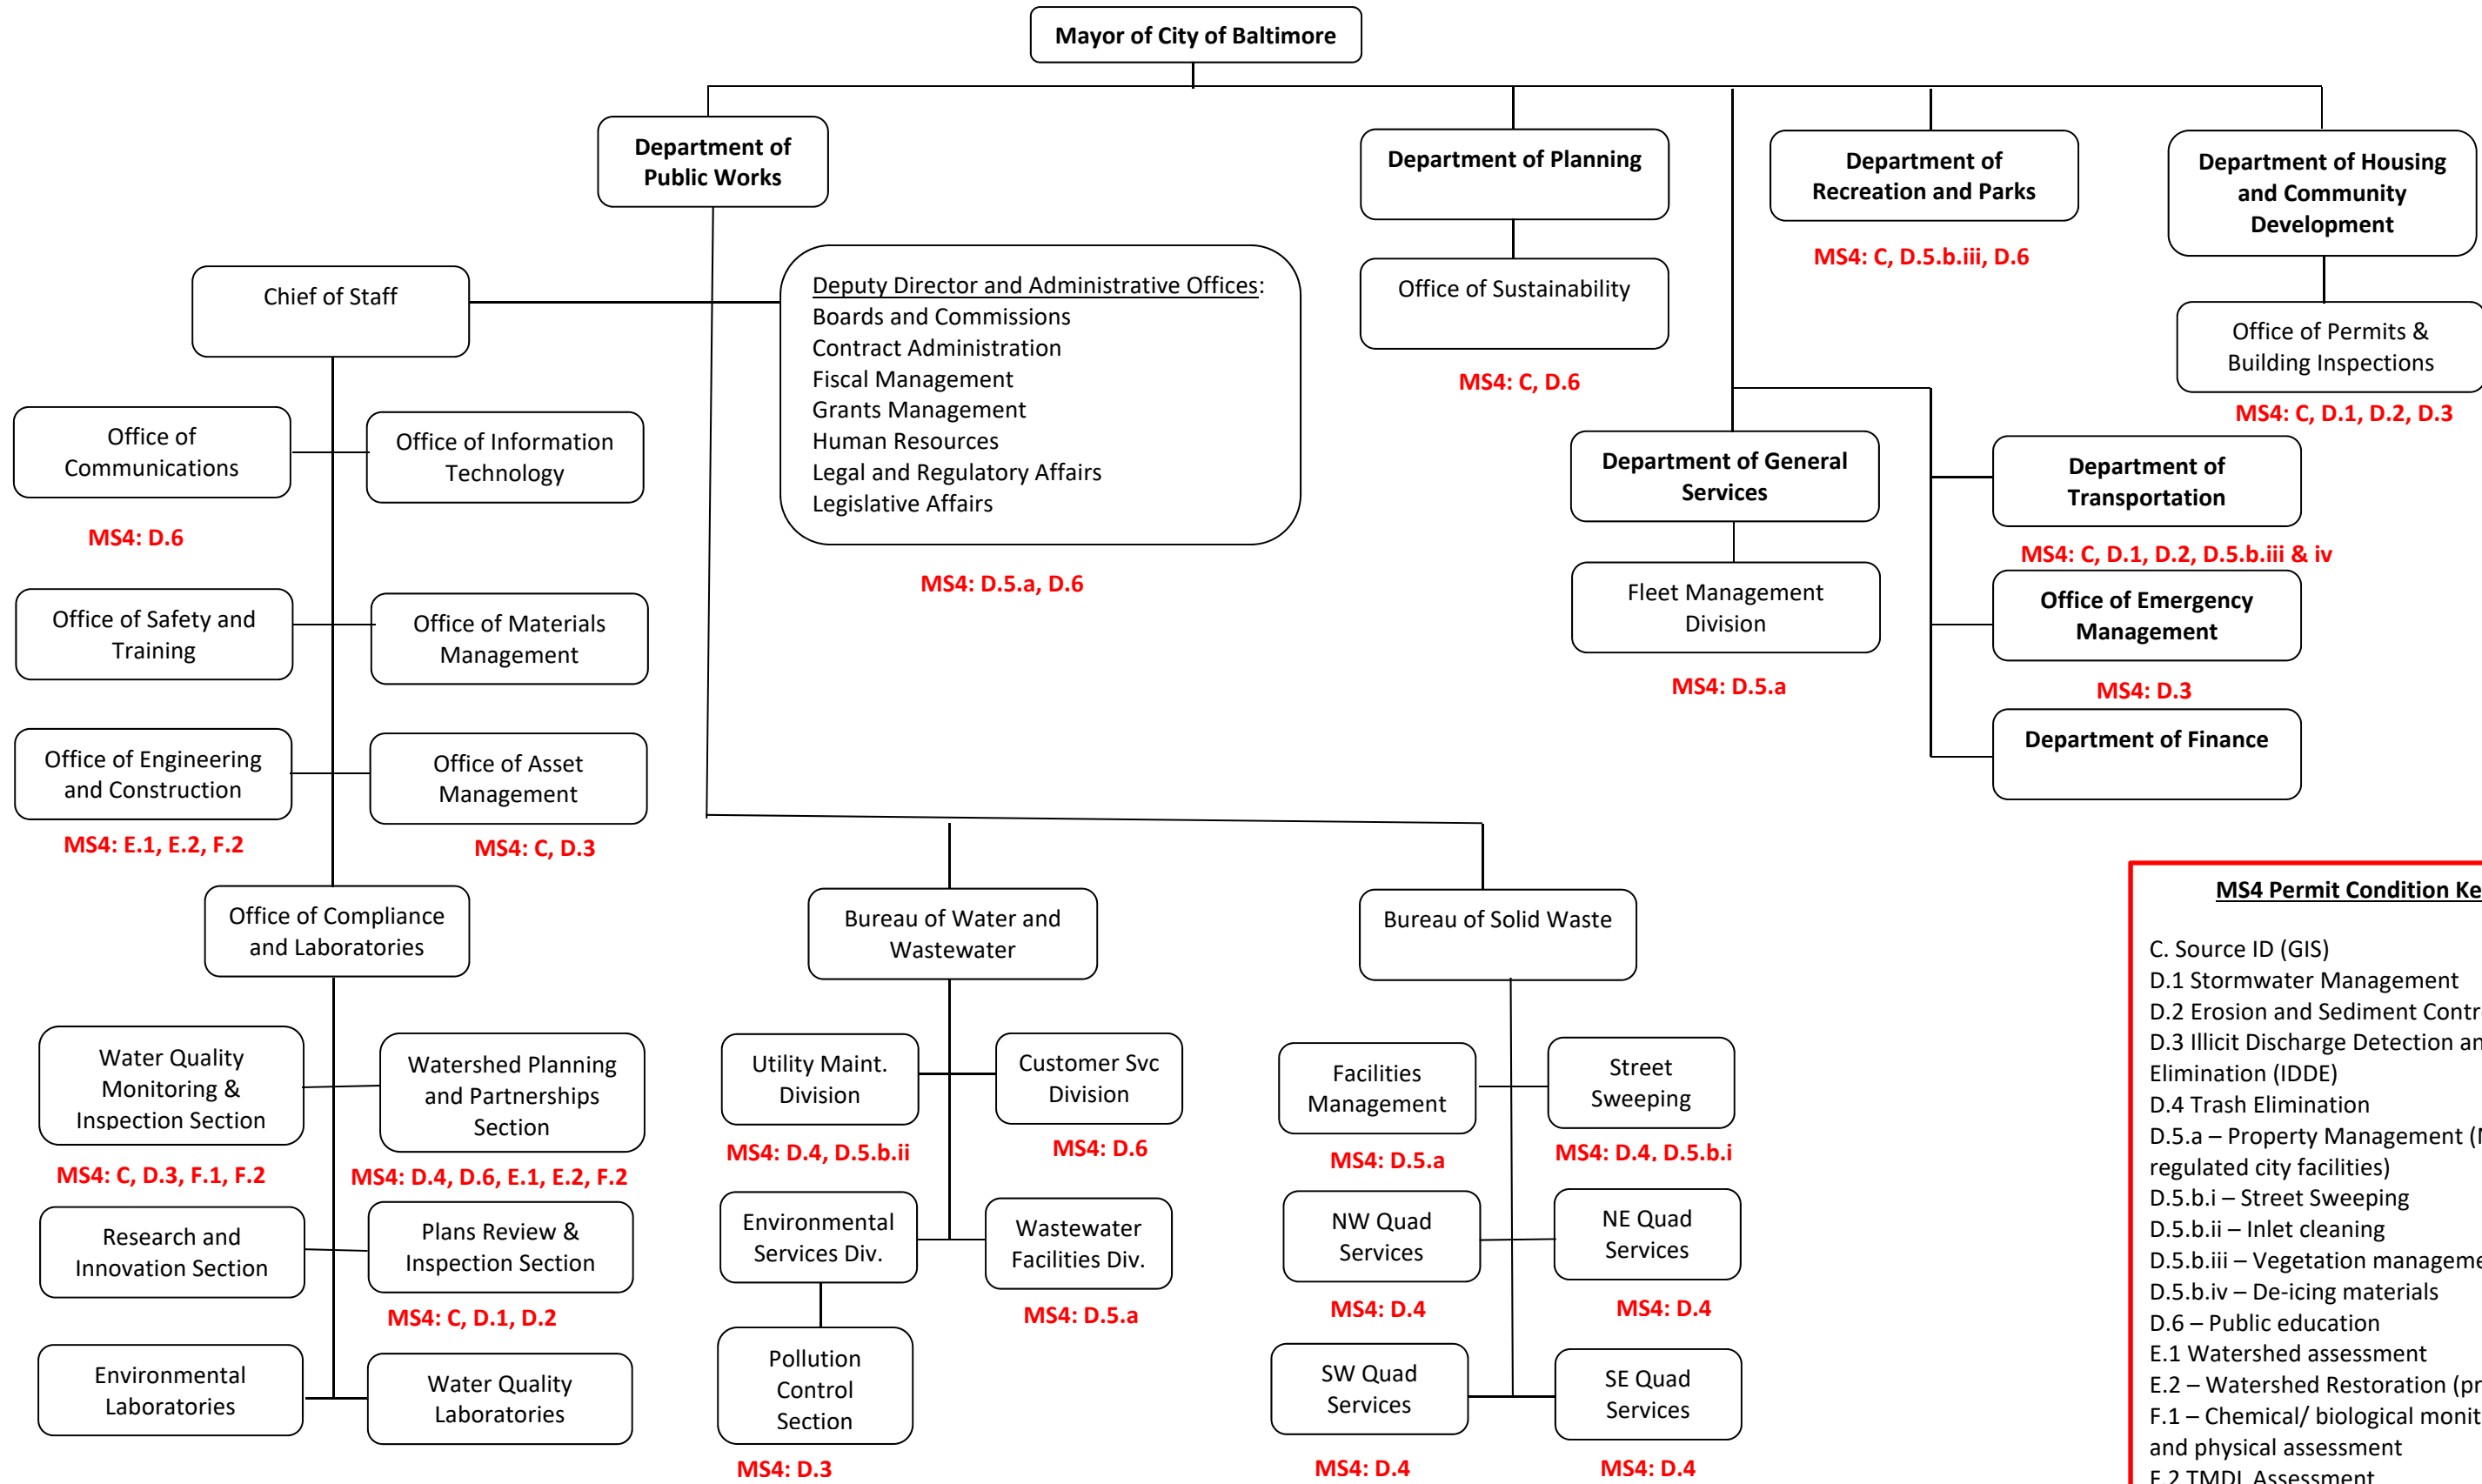 Mayor of City of Baltimore
Department of
Public Works
Department of Planning
Department of
Recreation and Parks
Department of Housing
and Community
Development
MS4: C, D.5.b.iii, D.6
Chief of Staff
Deputy Director and Administrative Offices:
Boards and Commissions
Contract Administration
Fiscal Management
Grants Management
Human Resources
Legal and Regulatory Affairs
Legislative Affairs
MS4: D.5.a, D.6
Office of Sustainability
MS4: C, D.6
Office of Permits &
Building Inspections
MS4: C, D.1, D.2, D.3
Office of
Communications
MS4: D.6
Office of Information
Technology
Department of General
Services
Department of
Transportation
MS4: C, D.1, D.2, D.5.b.iii & iv
Office of Safety and
Training
Office of Materials
Management
Fleet Management
Division
MS4: D.5.a
Office of Emergency
Management
MS4: D.3
Department of Finance
Office of Engineering
and Construction
MS4: E.1, E.2, F.2
Office of Asset
Management
MS4: C, D.3
Office of Compliance
and Laboratories
Bureau of Water and
Wastewater
Bureau of Solid Waste
Water Quality
Monitoring &
Inspection Section
MS4: C, D.3, F.1, F.2
Watershed Planning
and Partnerships
Section
MS4: D.4, D.6, E.1, E.2, F.2
Utility Maint.
Division
MS4: D.4, D.5.b.ii
Customer Svc
Division
MS4: D.6
Facilities
Management
MS4: D.5.a
Street
Sweeping
MS4: D.4, D.5.b.i
Research and
Innovation Section
Plans Review &
Inspection Section
MS4: C, D.1, D.2
Environmental
Services Div.
Wastewater
Facilities Div.
MS4: D.5.a
NW Quad
Services
MS4: D.4
NE Quad
Services
MS4: D.4
Environmental
Laboratories
Water Quality
Laboratories
Pollution
Control
Section
MS4: D.3
SW Quad
Services
MS4: D.4
SE Quad
Services
MS4: D.4
MS4 Permit Condition Ke
C. Source ID (GIS)
D.1 Stormwater Management
D.2 Erosion and Sediment Contr
D.3 Illicit Discharge Detection an
Elimination (IDDE)
D.4 Trash Elimination
D.5.a – Property Management (
regulated city facilities)
D.5.b.i – Street Sweeping
D.5.b.ii – Inlet cleaning
D.5.b.iii – Vegetation manageme
D.5.b.iv – De-icing materials
D.6 – Public education
E.1 Watershed assessment
E.2 – Watershed Restoration (pr
F.1 – Chemical/ biological monit
and physical assessment
F.2 TMDL Assessment